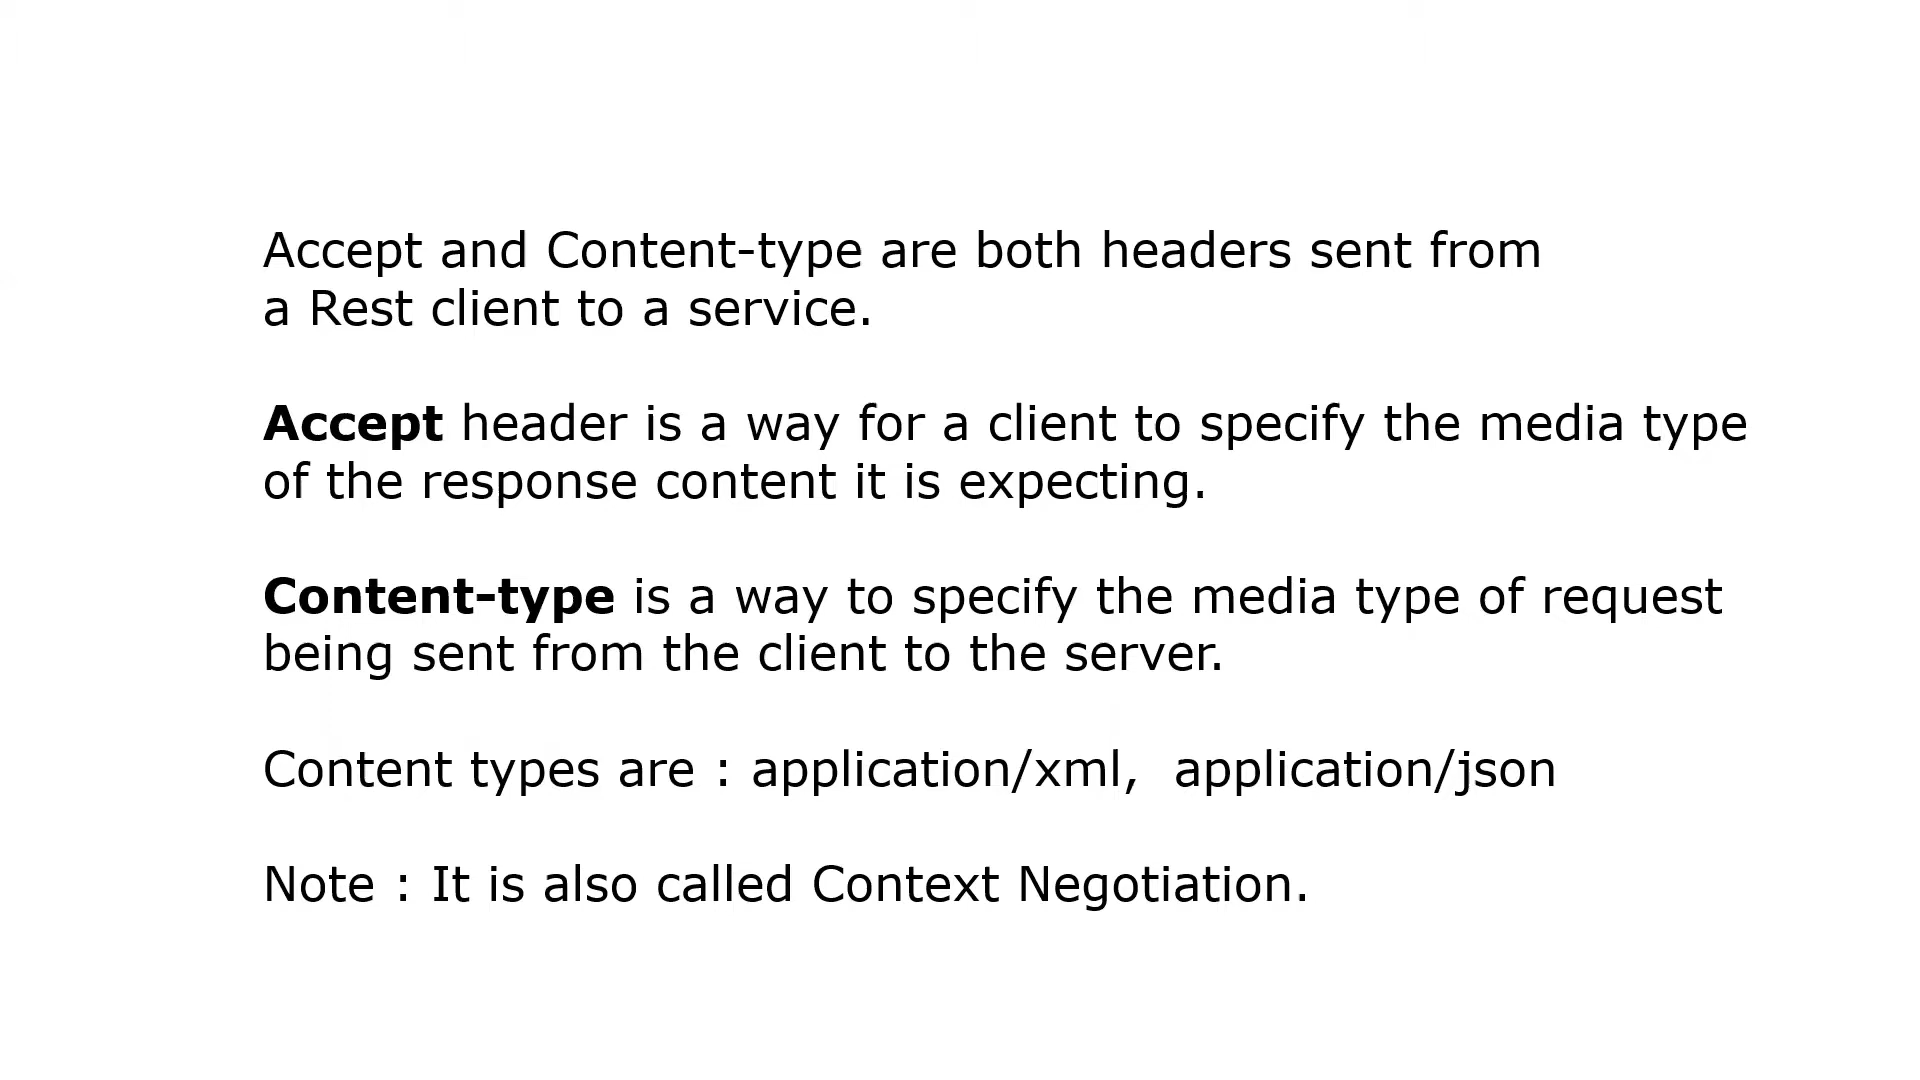 Accept and Content-type are both headers sent from
a Rest client to a service.
Accept header is a way for a client to specify the media type
of the response content it is expecting.
Content-type is a way to specify the media type of request
being sent from the client to the server.
Content types are : application/xml,  application/json
Note : It is also called Context Negotiation.